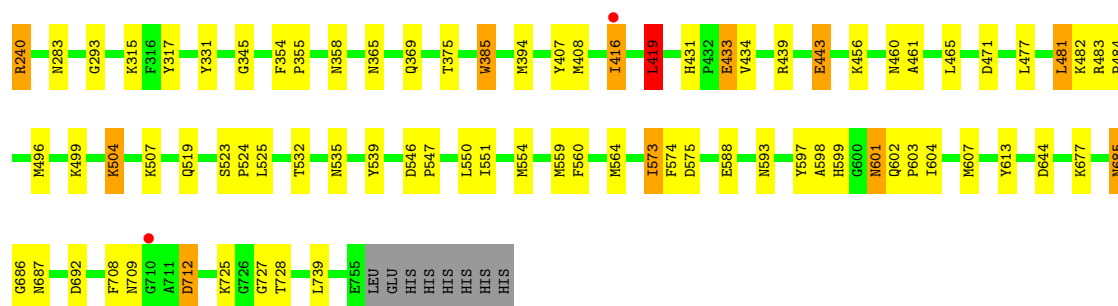 R240 N283 G293 K315 F316 Y317 Y331 G345 F354 P355 N358 N365 Q369 T375 W385 M394 Y407 M408 I416 L419 H431 P432 E433 V434 R439 E443 K456 N460 A461 L465 D471 L477 L481 K482 R483
M496 K499 K504 K507 Q519 S523 P524 L525 T532 N535 Y539 D546 P547 L550 I551 M554 M559 F560 M564 I573 F574 D575 E588 N593 Y597 A598 H599 G600 N601 Q602 P603 I604 M607 Y613 D644 K677
G686 N687 D692 F708 N709 G710 A711 D712 K725 G726 G727 T728 L739 E755 LEU GLU HIS HIS HIS HIS HIS HIS